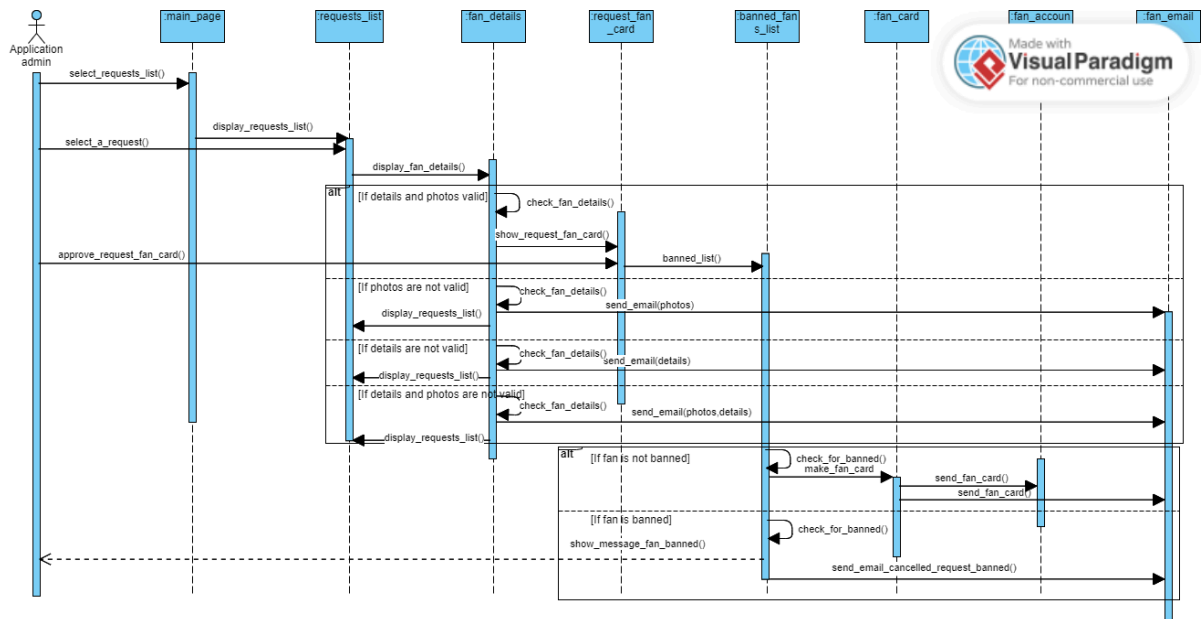 :main_page
:requests_list
:fan_details
:request_fan
_card
:banned_fan
s_list
:fan_card
:fan_accoun
:fan_email
Application
admin
Made with
VisualParadigm
For non-commercial use
select_requests_list()
display_requests_list()
select_a_request()
display_fan_details()
alt
[If details and photos valid]
check_fan_details()
show_request_fan_card()
approve_request_fan_card()
banned_list()
[If photos are not valid]
check_fan_details()
send_email(photos)
display_requests_list()
[If details are not valid]
check_fan_details()
send_email(details)
display_requests_list()
[If details and photos are not valid]
check_fan_details()
send_email(photos,details)
display_requests_list()
alt
[If fan is not banned]
check_for_banned()
make_fan_card
send_fan_card()
send_fan_card()
[If fan is banned]
check_for_banned()
show_message_fan_banned()
send_email_cancelled_request_banned()